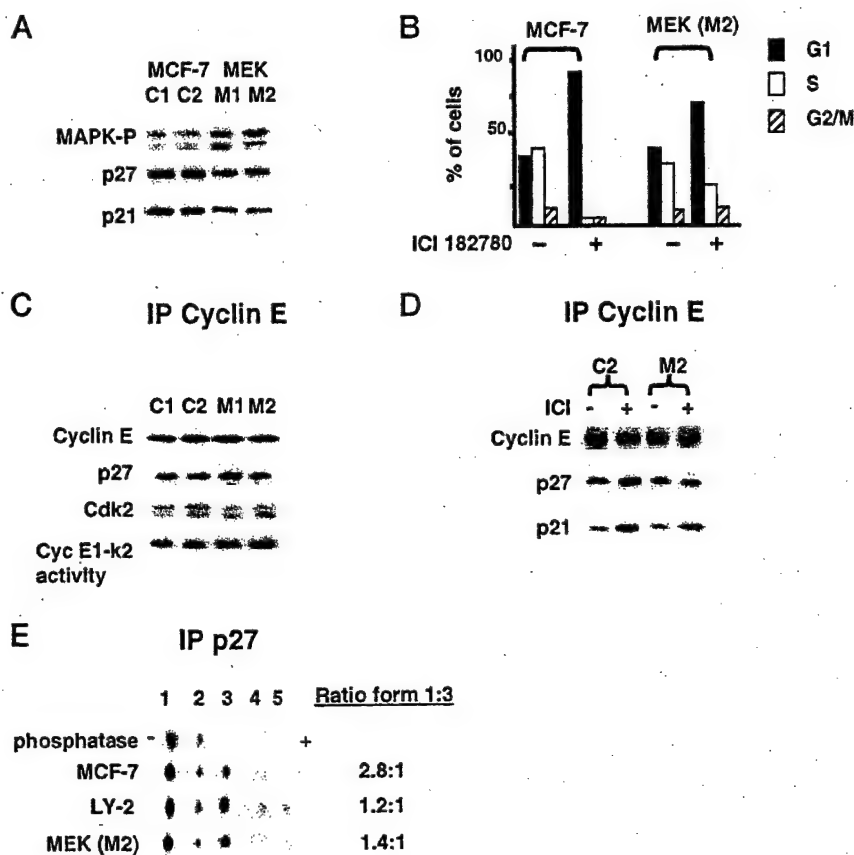 A
MCF-7 MEK
C1 C2 M1 M2
MAPK-P
p27
p21
B
MCF-7 MEK (M2)
100
50
% of cells
ICI 182780 – + – +
G1
S
G2/M
C IP Cyclin E
C1 C2 M1 M2
Cyclin E
p27
Cdk2
Cyc E1-k2
activity
D IP Cyclin E
C2 M2
ICI - + - +
Cyclin E
p27
p21
E IP p27
1 2 3 4 5 Ratio form 1:3
phosphatase - +
MCF-7 2.8:1
LY-2 1.2:1
MEK (M2) 1.4:1